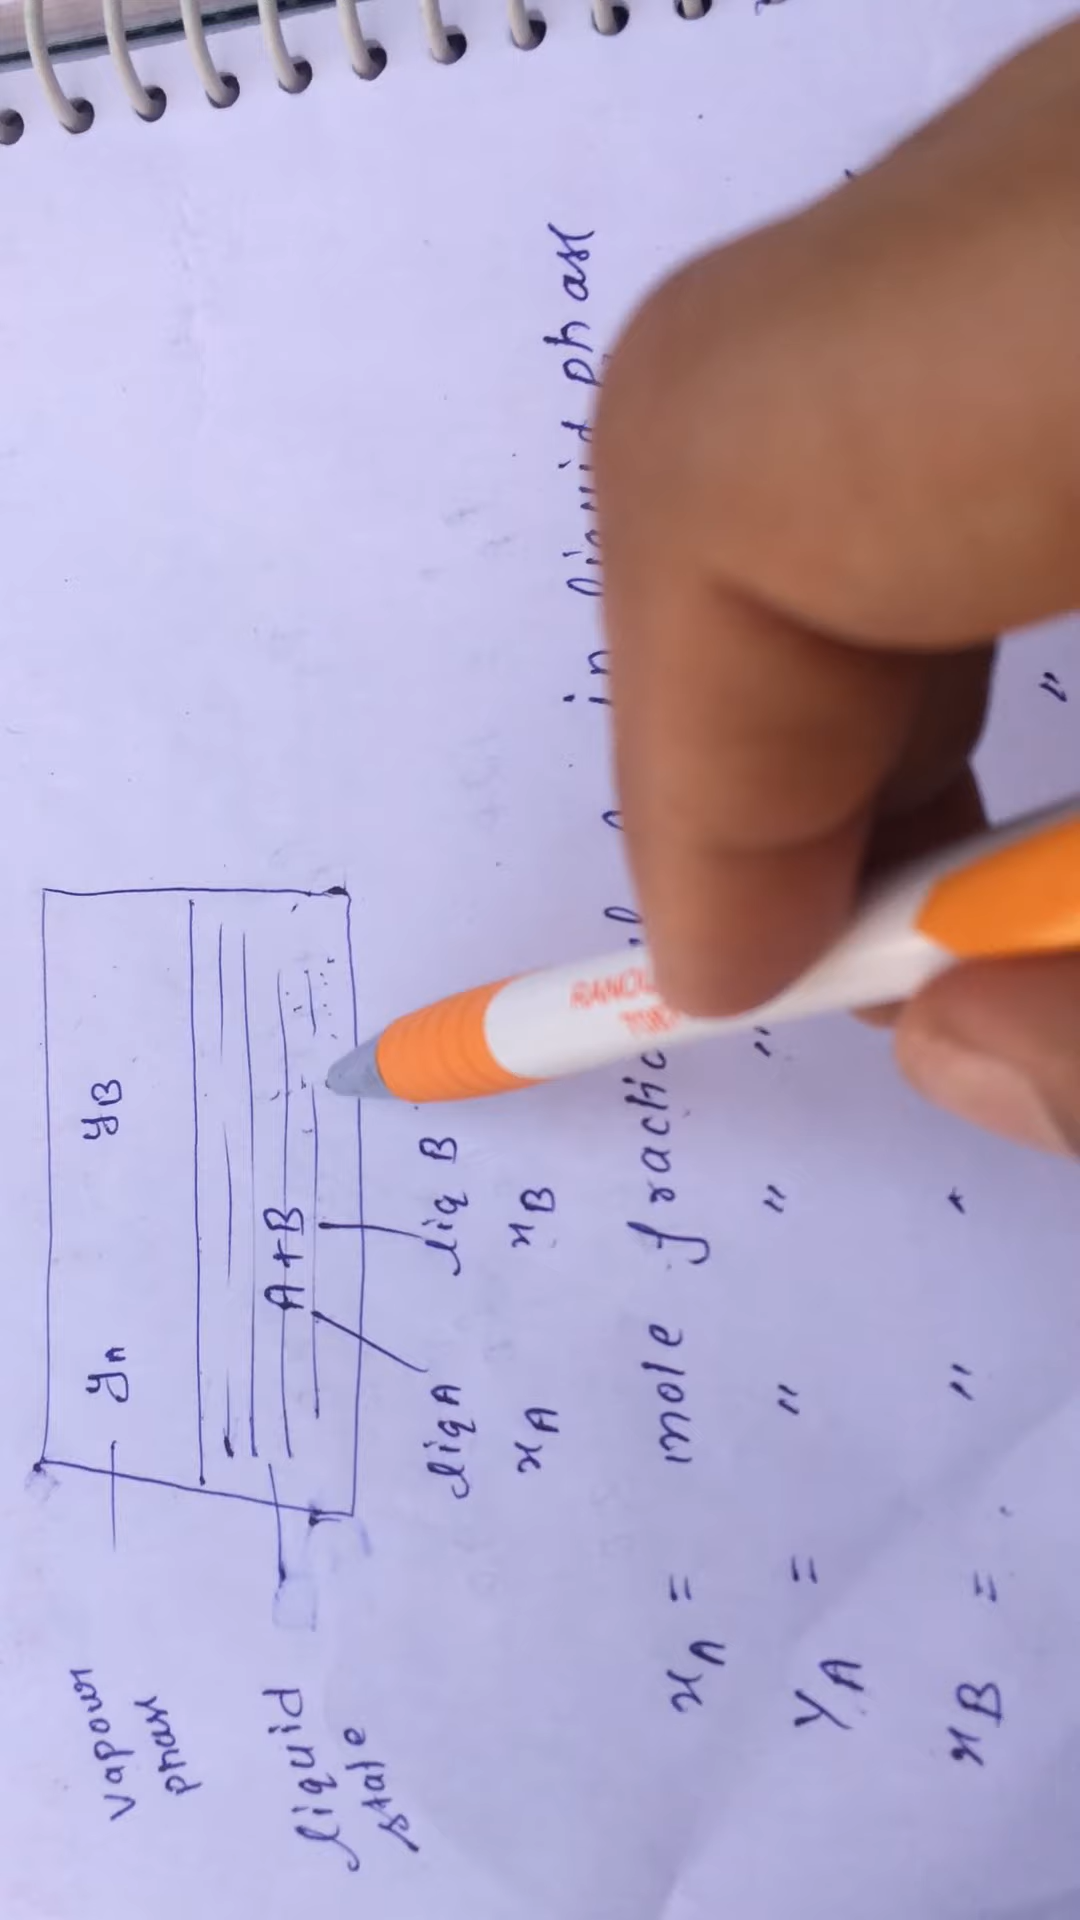 yA yB
Vapour
phase
A+B
liquid
state
liq A liq B
xA xB
xA = mole fraction in liquid phase
YA = " " "
xB = " "
"